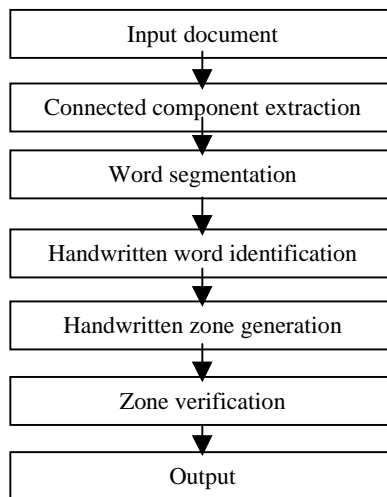 Input document
Connected component extraction
Word segmentation
Handwritten word identification
Handwritten zone generation
Zone verification
Output